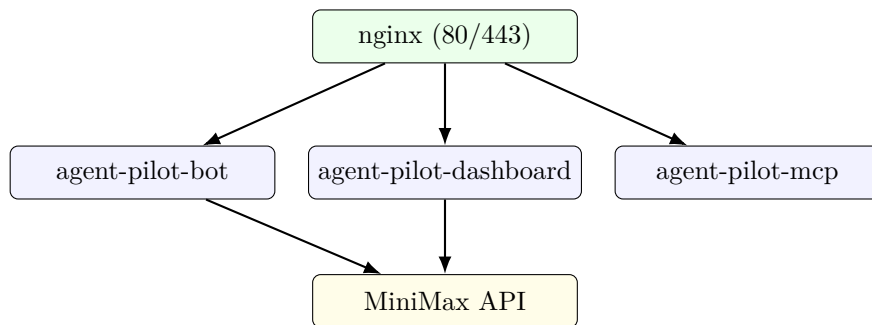 nginx (80/443)
agent-pilot-bot
agent-pilot-dashboard
agent-pilot-mcp
MiniMax API